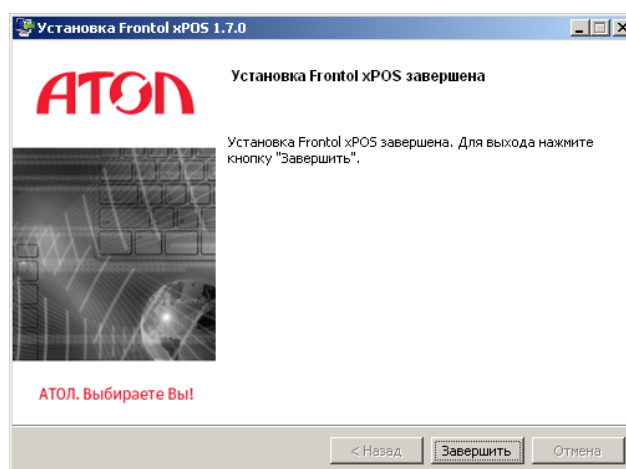 Установка Frontol xPOS 1.7.0
АТОЛ
Установка Frontol xPOS завершена
Установка Frontol xPOS завершена. Для выхода нажмите
кнопку "Завершить".
АТОЛ. Выбираете Вы!
< Назад
Завершить
Отмена